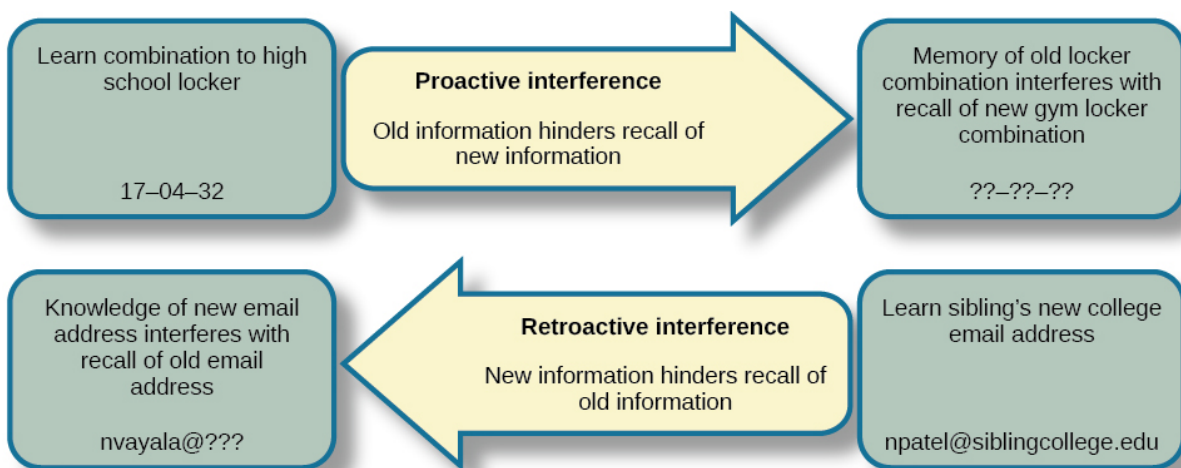 Learn combination to high
school locker
17–04–32
Proactive interference
Old information hinders recall of
new information
Memory of old locker
combination interferes with
recall of new gym locker
combination
??–??–??
Knowledge of new email
address interferes with
recall of old email
address
nvayala@???
Retroactive interference
New information hinders recall of
old information
Learn sibling’s new college
email address
npatel@siblingcollege.edu